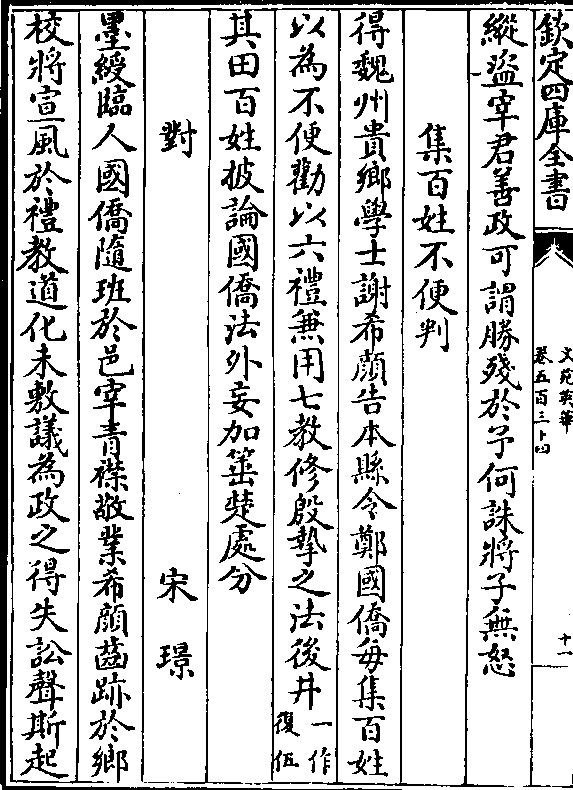 欽定四庫全書
文苑英華
卷五百三十四
十一
縱盜宰君善政可謂勝殘於予何誅將子無怒
集百姓不便判
得魏州貴鄉學士謝希顔告本縣令鄭國僑每集百姓
以為不便勸以六禮兼用七教修殷摯之法後井一作復伍
其田百姓披論國僑法外妄加箠楚處分
對 宋璟
墨綬臨人國僑隨班於邑宰青襟敬業希顔齒跡於鄉
校將宣風於禮教道化未敷議為政之得失訟聲斯起